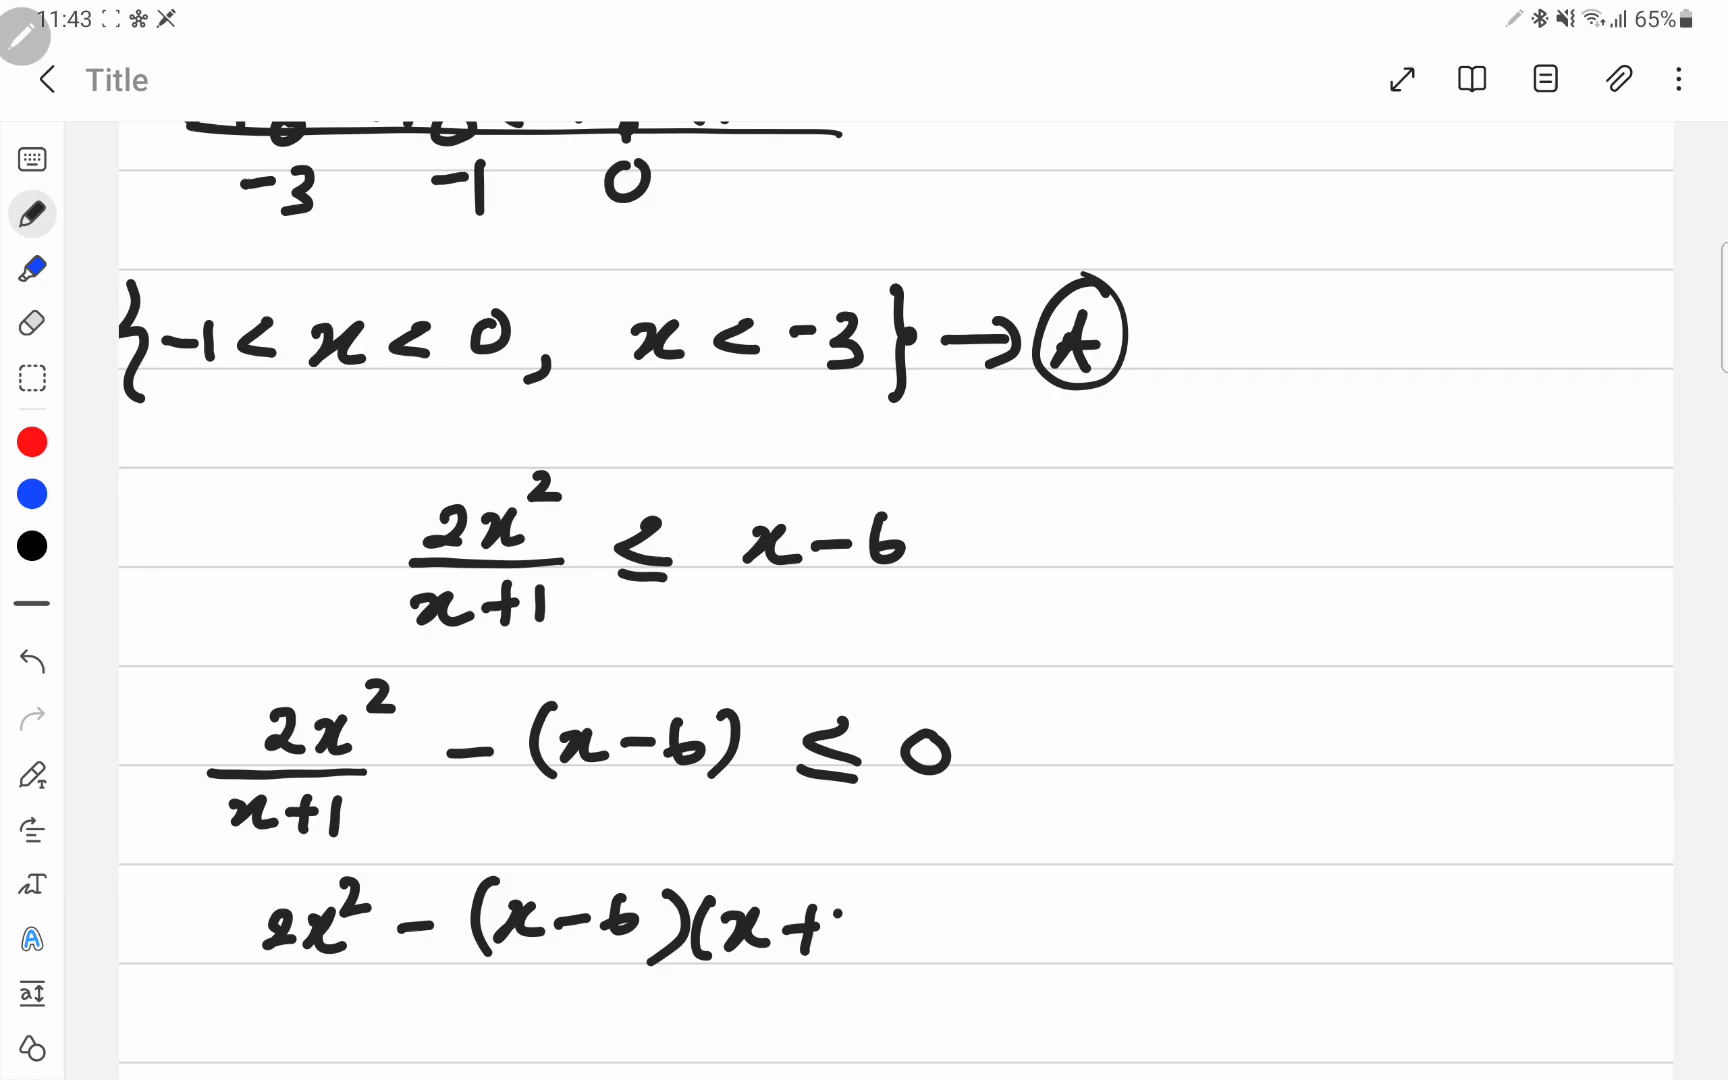 11:43 65%
Title
-3 -1 0
{-1 < x < 0, x < -3} → A
2x² / x+1 ≤ x-6
2x² / x+1 - (x-6) ≤ 0
2x² - (x-6)(x+